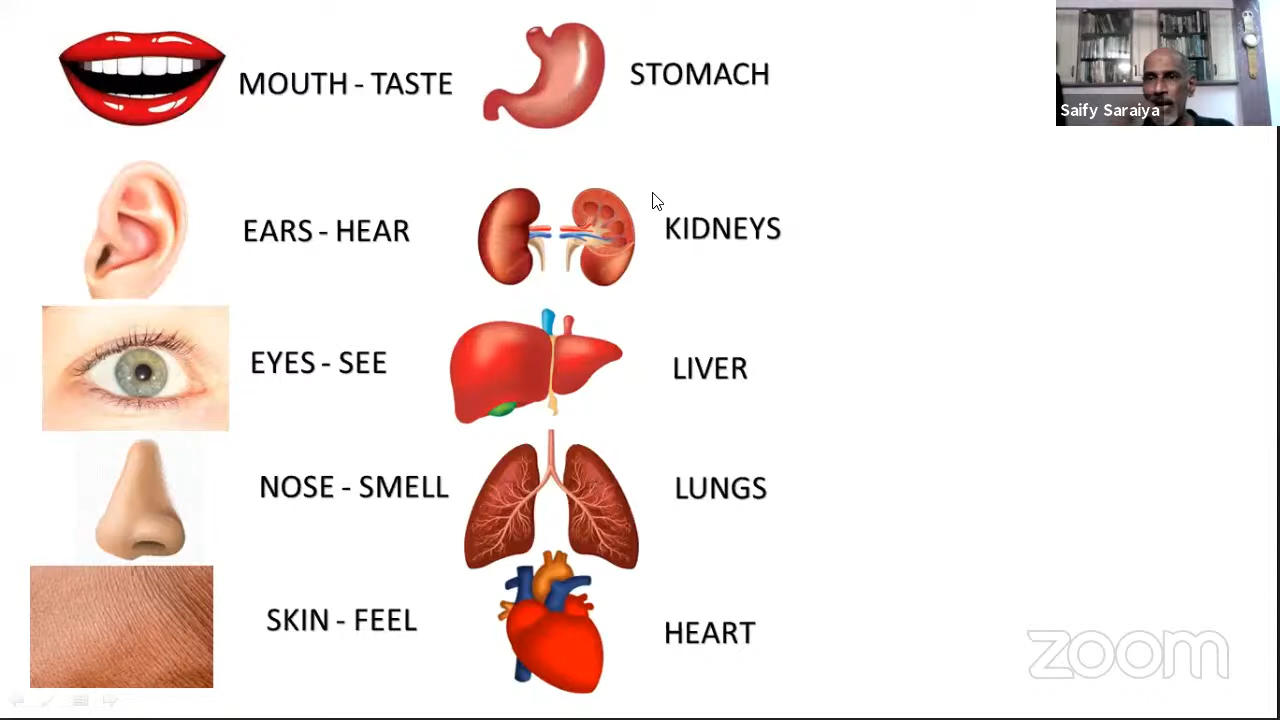 MOUTH - TASTE
STOMACH
Saify Saraiya
EARS - HEAR
KIDNEYS
EYES - SEE
LIVER
NOSE - SMELL
LUNGS
SKIN - FEEL
HEART
zoom